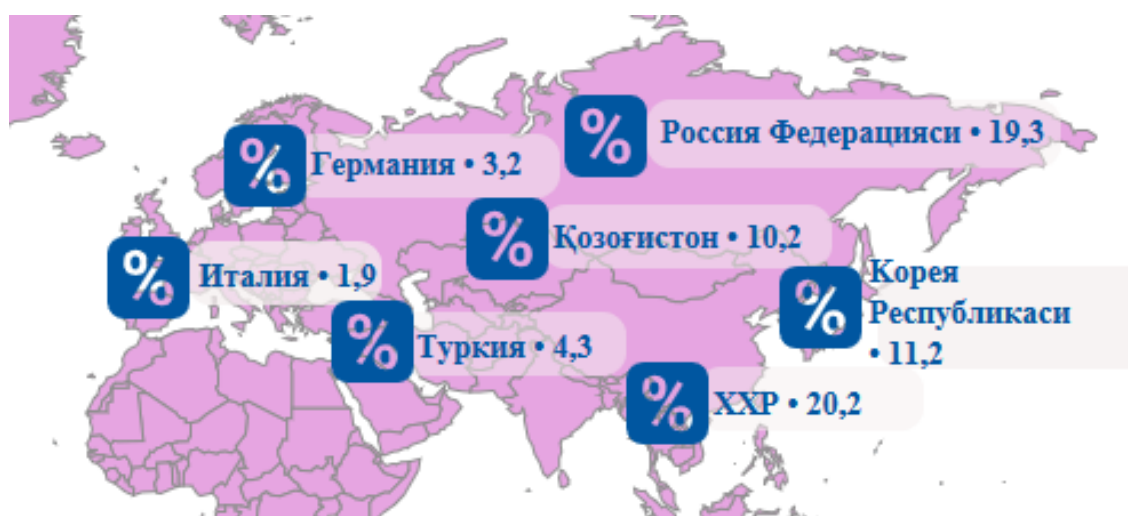 %
Россия Федерацияси • 19,3
%
Германия • 3,2
%
Қозоғистон • 10,2
%
Италия • 1,9
%
Корея
Республикаси
• 11,2
%
Туркия • 4,3
%
ХХР • 20,2